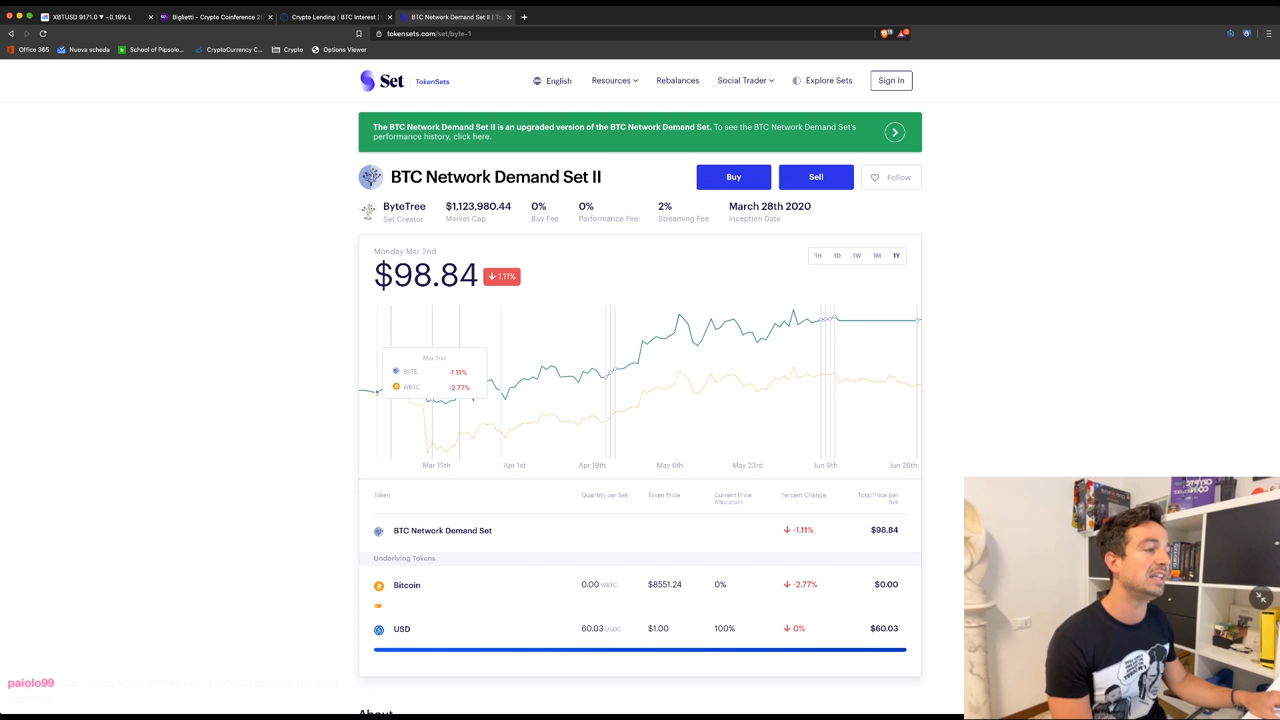 XBTUSD 9171.0 ▼ −0.19% L
Biglietti - Crypto Coinference 20
Crypto Lending | BTC Interest |
BTC Network Demand Set II | To
tokensets.com/set/byte-1
Office 365
Nuova scheda
School of Pipsolo...
CryptoCurrency C...
Crypto
Options Viewer
Set TokenSets
English
Resources
Rebalances
Social Trader
Explore Sets
Sign In
The BTC Network Demand Set II is an upgraded version of the BTC Network Demand Set. To see the BTC Network Demand Set's
performance history, click here.
BTC Network Demand Set II
Buy
Sell
Follow
ByteTree $1,123,980.44 0% 0% 2% March 28th 2020
Set Creator Market Cap Buy Fee Performance Fee Streaming Fee Inception Date
Monday Mar 2nd
1H 1D 1W 1M 1Y
$98.84 1.11%
Mar 2nd
BYTE -1.11%
WBTC -2.77%
Mar 15th Apr 1st Apr 19th May 6th May 23rd Jun 9th Jun 26th
Token Quantity per Set Token Price Current Price Allocation Percent Change Total Price per Set
BTC Network Demand Set -1.11% $98.84
Underlying Tokens
Bitcoin 0.00 WBTC $8551.24 0% -2.77% $0.00
USD 60.03 USDC $1.00 100% 0% $60.03
About
paiolo99